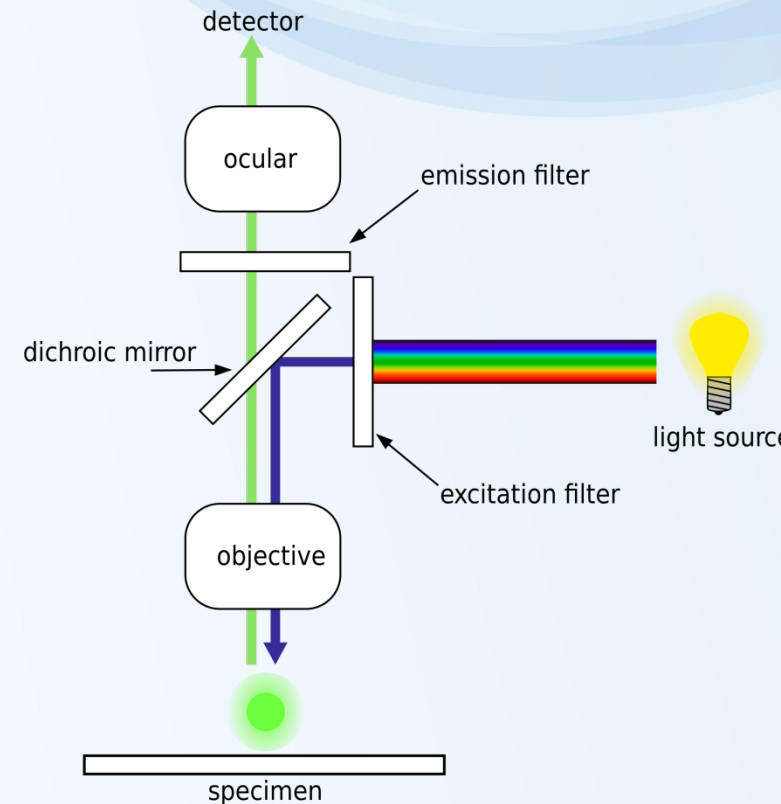 detector
ocular
emission filter
dichroic mirror
light source
excitation filter
objective
specimen